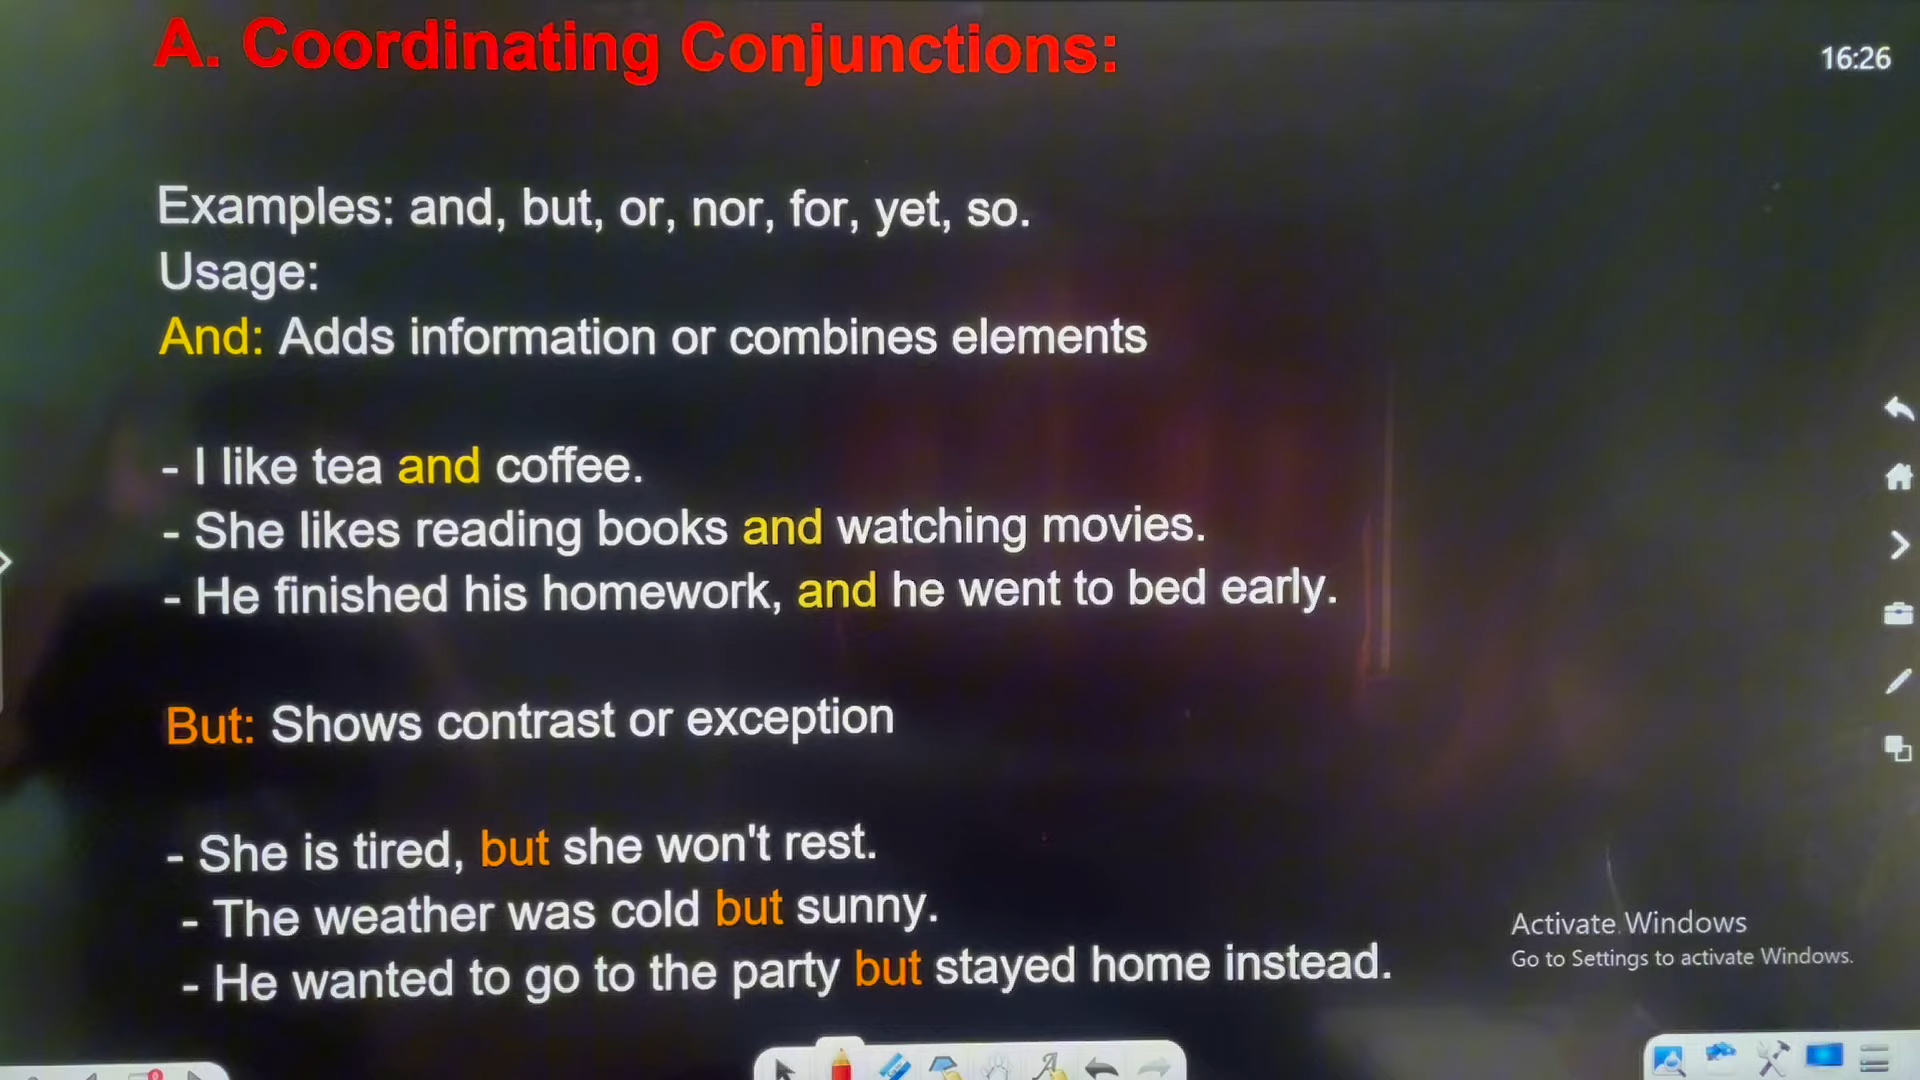 A. Coordinating Conjunctions:
16:26
Examples: and, but, or, nor, for, yet, so.
Usage:
And: Adds information or combines elements
- I like tea and coffee.
- She likes reading books and watching movies.
- He finished his homework, and he went to bed early.
But: Shows contrast or exception
- She is tired, but she won't rest.
- The weather was cold but sunny.
- He wanted to go to the party but stayed home instead.
Activate Windows
Go to Settings to activate Windows.